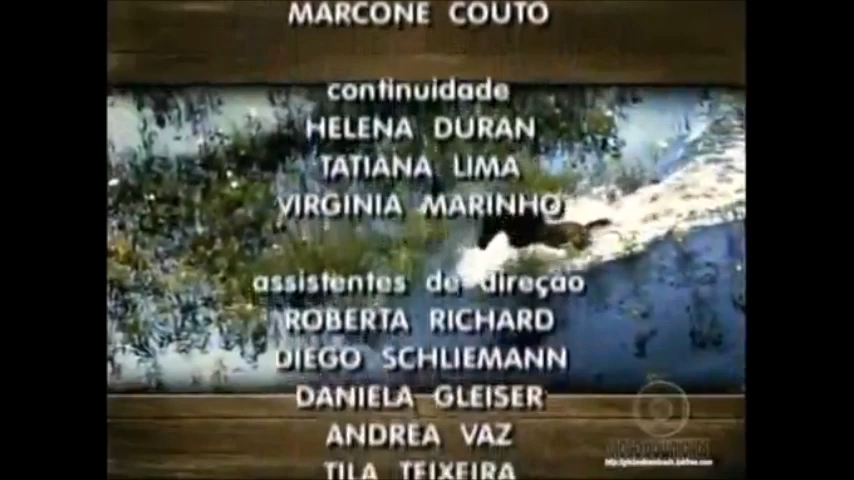 MARCONE COUTO
continuidade
HELENA DURAN
TATIANA LIMA
VIRGINIA MARINHO
assistentes de direção
ROBERTA RICHARD
DIEGO SCHLIEMANN
DANIELA GLEISER
ANDREA VAZ
TILA TEIXEIRA